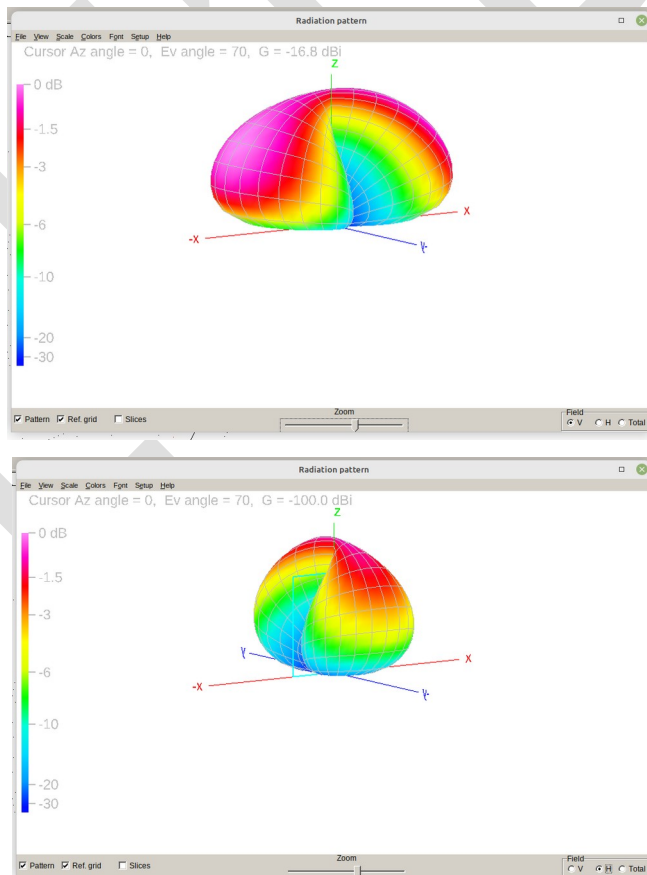 Radiation pattern
File View Scale Colors Font Setup Help
Cursor Az angle = 0, Ev angle = 70, G = -16.8 dBi
Z
0 dB
-1.5
-3
-6
-10
-20
-30
X
-X
Pattern Ref. grid Slices
Zoom
Field
V H Total
Radiation pattern
File View Scale Colors Font Setup Help
Cursor Az angle = 0, Ev angle = 70, G = -100.0 dBi
Z
0 dB
-1.5
-3
-6
-10
-20
-30
Y
X
-X
Pattern Ref. grid Slices
Zoom
Field
V H Total